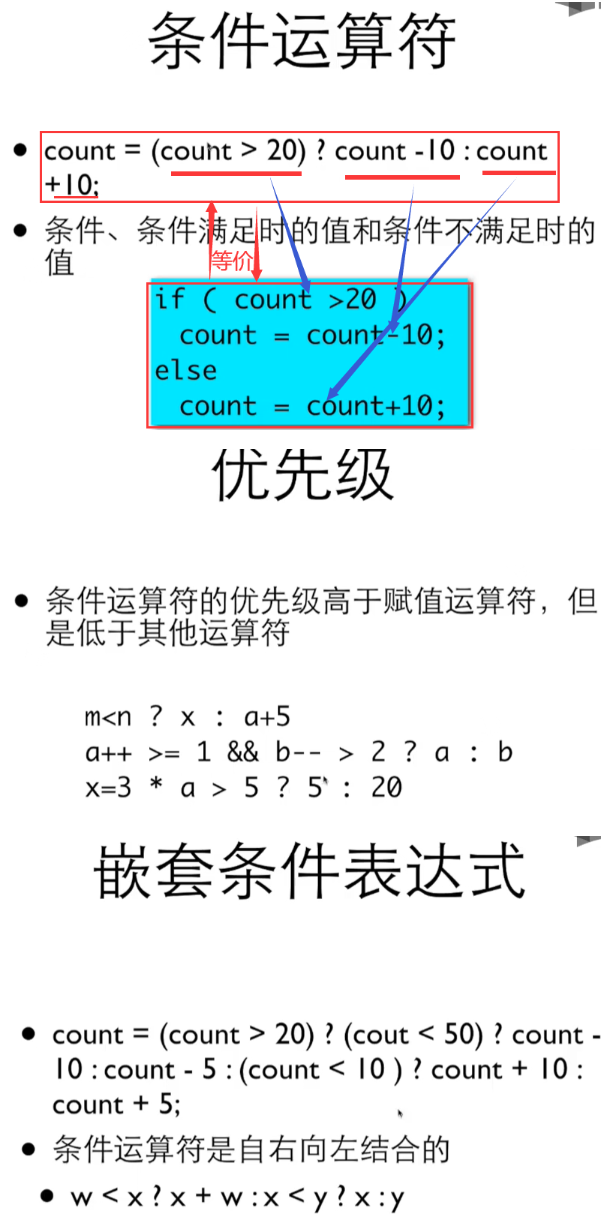 条件运算符
count = (count > 20) ? count -10 : count
+10;
条件、条件满足时的值和条件不满足时的
值
等价
if ( count >20 )
count = count-10;
else
count = count+10;
优先级
条件运算符的优先级高于赋值运算符，但
是低于其他运算符
m<n ? x : a+5
a++ >= 1 && b-- > 2 ? a : b
x=3 * a > 5 ? 5 : 20
嵌套条件表达式
count = (count > 20) ? (cout < 50) ? count -
10 : count - 5 : (count < 10 ) ? count + 10 :
count + 5;
条件运算符是自右向左结合的
w < x ? x + w : x < y ? x : y